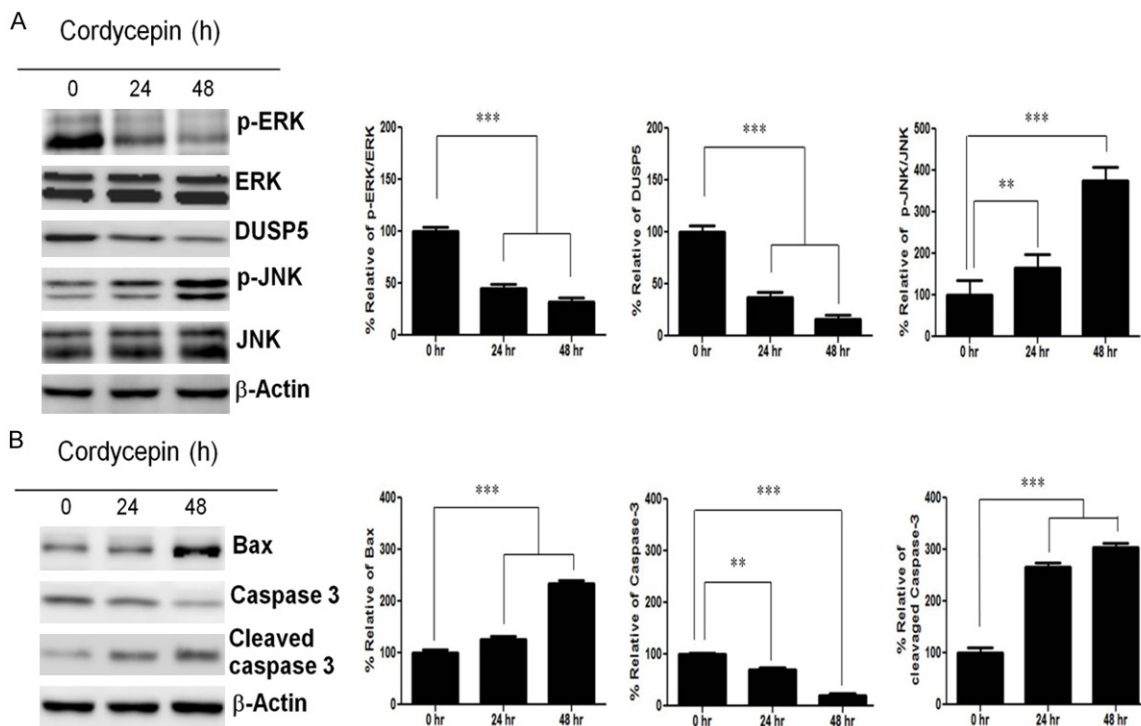 A
Cordycepin (h)
0 24 48
p-ERK
ERK
DUSP5
p-JNK
JNK
β-Actin
% Relative of p-ERK/ERK
200
150
100
50
0
***
0 hr 24 hr 48 hr
% Relative of DUSP5
200
150
100
50
0
***
0 hr 24 hr 48 hr
% Relative of p-JNK/JNK
500
400
300
200
100
0
***
**
0 hr 24 hr 48 hr
B
Cordycepin (h)
0 24 48
Bax
Caspase 3
Cleaved
caspase 3
β-Actin
% Relative of Bax
400
300
200
100
0
***
0 hr 24 hr 48 hr
% Relative of Caspase-3
400
300
200
100
0
***
**
0 hr 24 hr 48 hr
% Relative of
cleavaged Caspase-3
400
300
200
100
0
***
0 hr 24 hr 48 hr